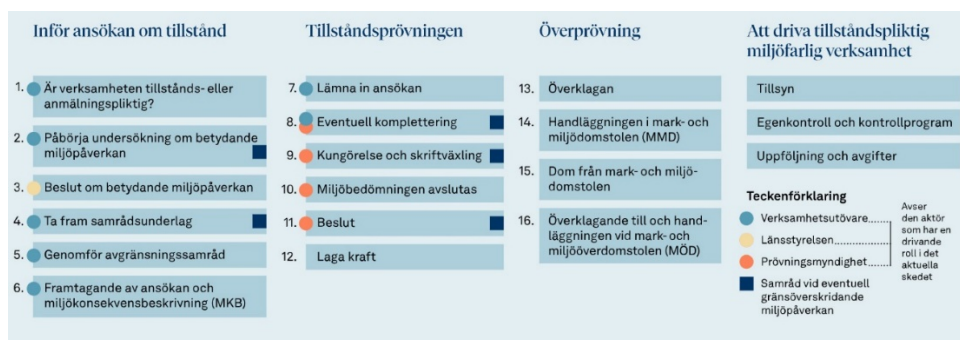 Inför ansökan om tillstånd
1. Är verksamheten tillstånds- eller
anmälningspliktig?
2. Påbörja undersökning om betydande
miljöpåverkan
3. Beslut om betydande miljöpåverkan
4. Ta fram samrådsunderlag
5. Genomför avgränsningssamråd
6. Framtagande av ansökan och
miljökonsekvensbeskrivning (MKB)
Tillståndsprövningen
7. Lämna in ansökan
8. Eventuell komplettering
9. Kungörelse och skriftväxling
10. Miljöbedömningen avslutas
11. Beslut
12. Laga kraft
Överprövning
13. Överklagan
14. Handläggningen i mark- och
miljödomstolen (MMD)
15. Dom från mark- och miljö-
domstolen
16. Överklagande till och hand-
läggningen vid mark- och
miljööverdomstolen (MÖD)
Att driva tillståndspliktig
miljöfarlig verksamhet
Tillsyn
Egenkontroll och kontrollprogram
Uppföljning och avgifter
Teckenförklaring
Verksamhetsutövare
Länsstyrelsen
Prövningsmyndighet
Samråd vid eventuell
gränsöverskridande
miljöpåverkan
Avser
den aktör
som har en
drivande
roll i det
aktuella
skedet